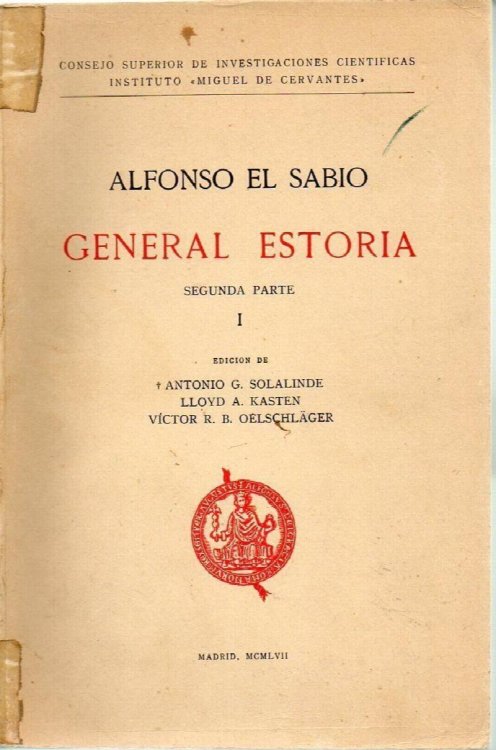 CONSEJO SUPERIOR DE INVESTIGACIONES CIENTIFICAS
INSTITUTO «MIGUEL DE CERVANTES»
ALFONSO EL SABIO
GENERAL ESTORIA
SEGUNDA PARTE
I
EDICION DE
† ANTONIO G. SOLALINDE
LLOYD A. KASTEN
VÍCTOR R. B. OELSCHLÄGER
MADRID, MCMLVII